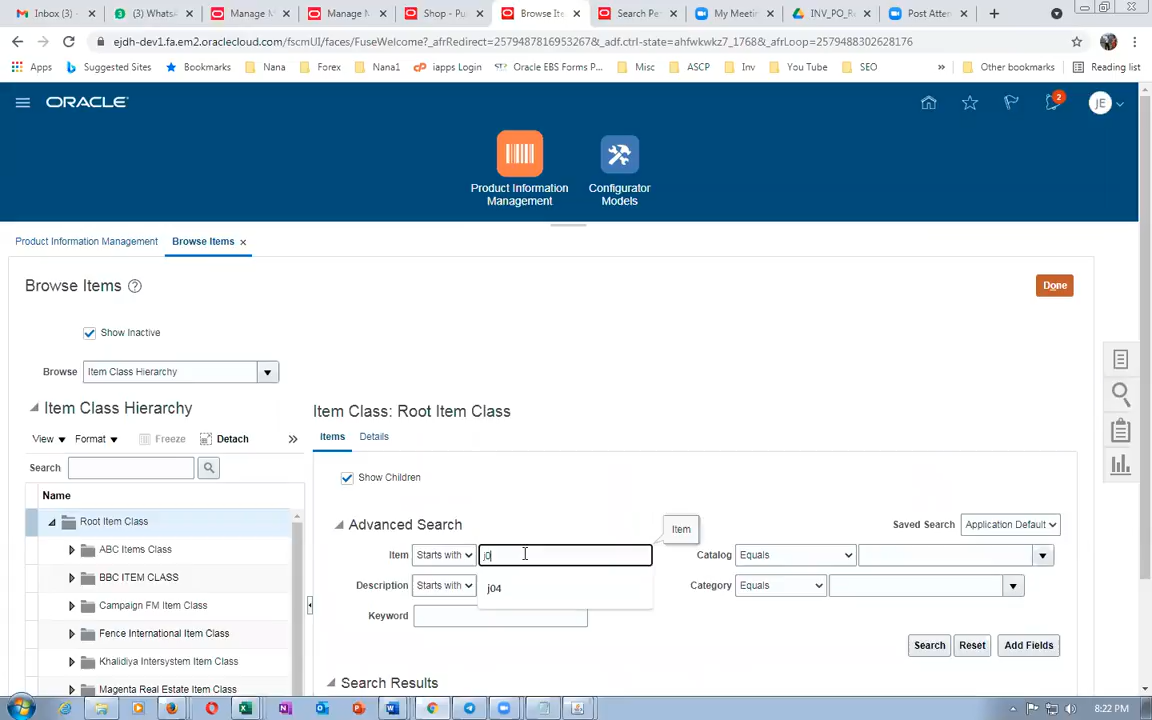 Inbox (3)
(3) WhatsA
Manage M
Manage M
Shop - Pu
Browse Ite
Search Pe
My Meetin
INV_PO_R
Post Atten
ejdh-dev1.fa.em2.oraclecloud.com/fscmUI/faces/FuseWelcome?_afrRedirect=25794878169532678&_adf.ctrl-state=ahfwkwkz7_1768&_afrLoop=2579488302628176
Apps Suggested Sites Bookmarks Nana Forex Nana1 iapps Login Oracle EBS Forms P... Misc ASCP Inv You Tube SEO » Other bookmarks Reading list
ORACLE 2 JE
Product Information Management
Configurator Models
Product Information Management Browse Items
Browse Items Done
Show Inactive
Browse Item Class Hierarchy
Item Class Hierarchy
Item Class: Root Item Class
View Format Freeze Detach »
Items Details
Search
Show Children
Name
Root Item Class
Advanced Search Item Saved Search Application Default
ABC Items Class
Item Starts with j0 Catalog Equals
BBC ITEM CLASS
Description Starts with j04 Category Equals
Campaign FM Item Class
Keyword
Fence International Item Class
Search Reset Add Fields
Khalidiya Intersystem Item Class
Search Results
Magenta Real Estate Item Class
8:22 PM